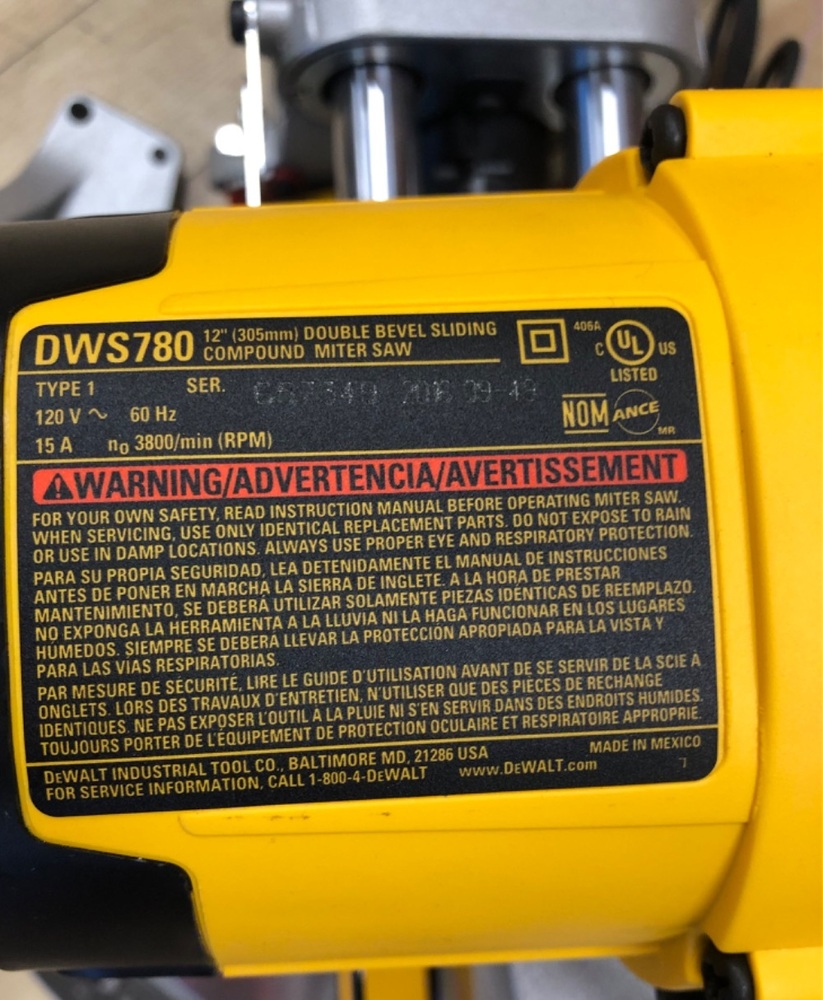 DWS780 12" (305mm) DOUBLE BEVEL SLIDING
COMPOUND MITER SAW
406A
C UL US
LISTED
TYPE 1 SER.
120 V ~ 60 Hz
15 A n₀ 3800/min (RPM)
NOM ANCE MR
⚠WARNING/ADVERTENCIA/AVERTISSEMENT
FOR YOUR OWN SAFETY, READ INSTRUCTION MANUAL BEFORE OPERATING MITER SAW.
WHEN SERVICING, USE ONLY IDENTICAL REPLACEMENT PARTS. DO NOT EXPOSE TO RAIN
OR USE IN DAMP LOCATIONS. ALWAYS USE PROPER EYE AND RESPIRATORY PROTECTION.
PARA SU PROPIA SEGURIDAD, LEA DETENIDAMENTE EL MANUAL DE INSTRUCCIONES
ANTES DE PONER EN MARCHA LA SIERRA DE INGLETE. A LA HORA DE PRESTAR
MANTENIMIENTO, SE DEBERÁ UTILIZAR SOLAMENTE PIEZAS IDÉNTICAS DE REEMPLAZO.
NO EXPONGA LA HERRAMIENTA A LA LLUVIA NI LA HAGA FUNCIONAR EN LOS LUGARES
HÚMEDOS. SIEMPRE SE DEBERÁ LLEVAR LA PROTECCIÓN APROPIADA PARA LA VISTA Y
PARA LAS VÍAS RESPIRATORIAS.
PAR MESURE DE SÉCURITÉ, LIRE LE GUIDE D'UTILISATION AVANT DE SE SERVIR DE LA SCIE À
ONGLETS. LORS DES TRAVAUX D'ENTRETIEN, N'UTILISER QUE DES PIÈCES DE RECHANGE
IDENTIQUES. NE PAS EXPOSER L'OUTIL À LA PLUIE NI S'EN SERVIR DANS DES ENDROITS HUMIDES.
TOUJOURS PORTER DE L'ÉQUIPEMENT DE PROTECTION OCULAIRE ET RESPIRATOIRE APPROPRIÉ.
DEWALT INDUSTRIAL TOOL CO., BALTIMORE MD, 21286 USA MADE IN MEXICO
FOR SERVICE INFORMATION, CALL 1-800-4-DEWALT www.DEWALT.com